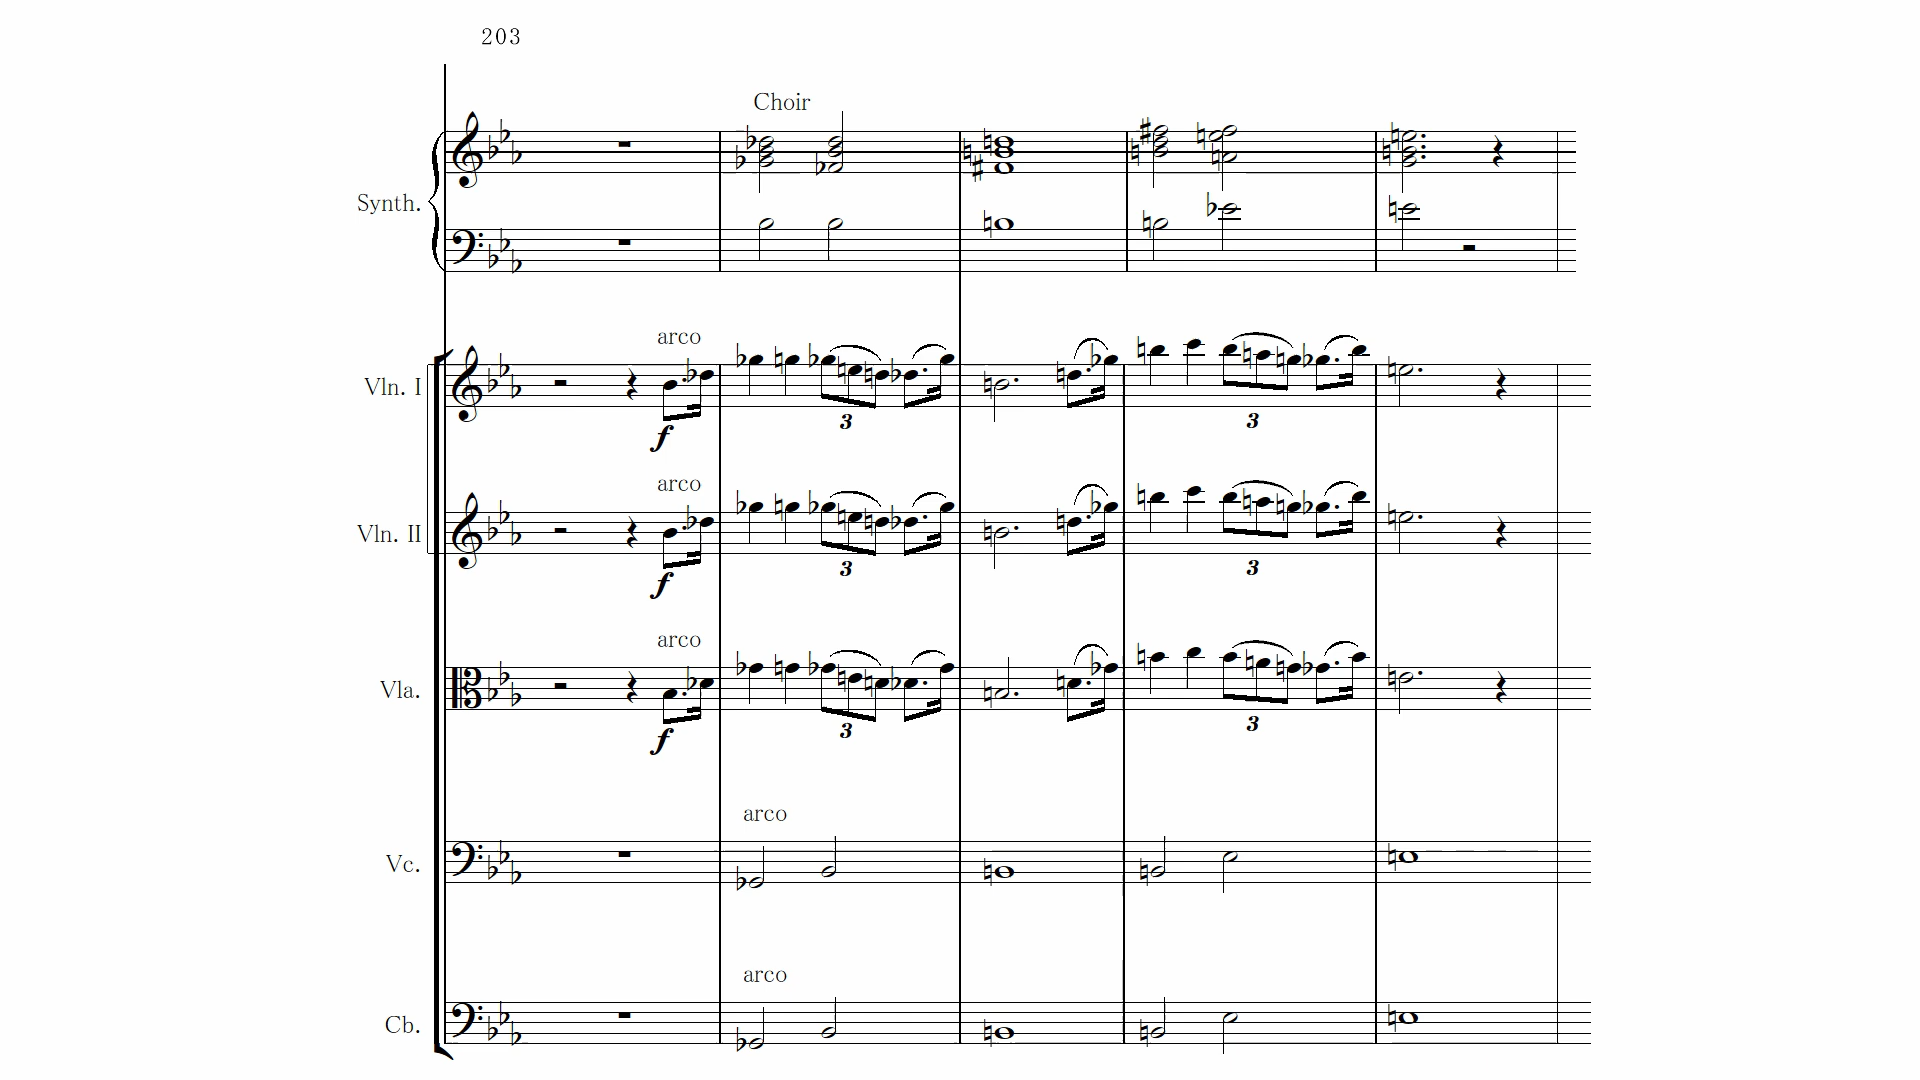 203
Choir
Synth.
arco
Vln. I
3
3
f
arco
Vln. II
3
3
f
arco
Vla.
3
3
f
arco
Vc.
arco
Cb.